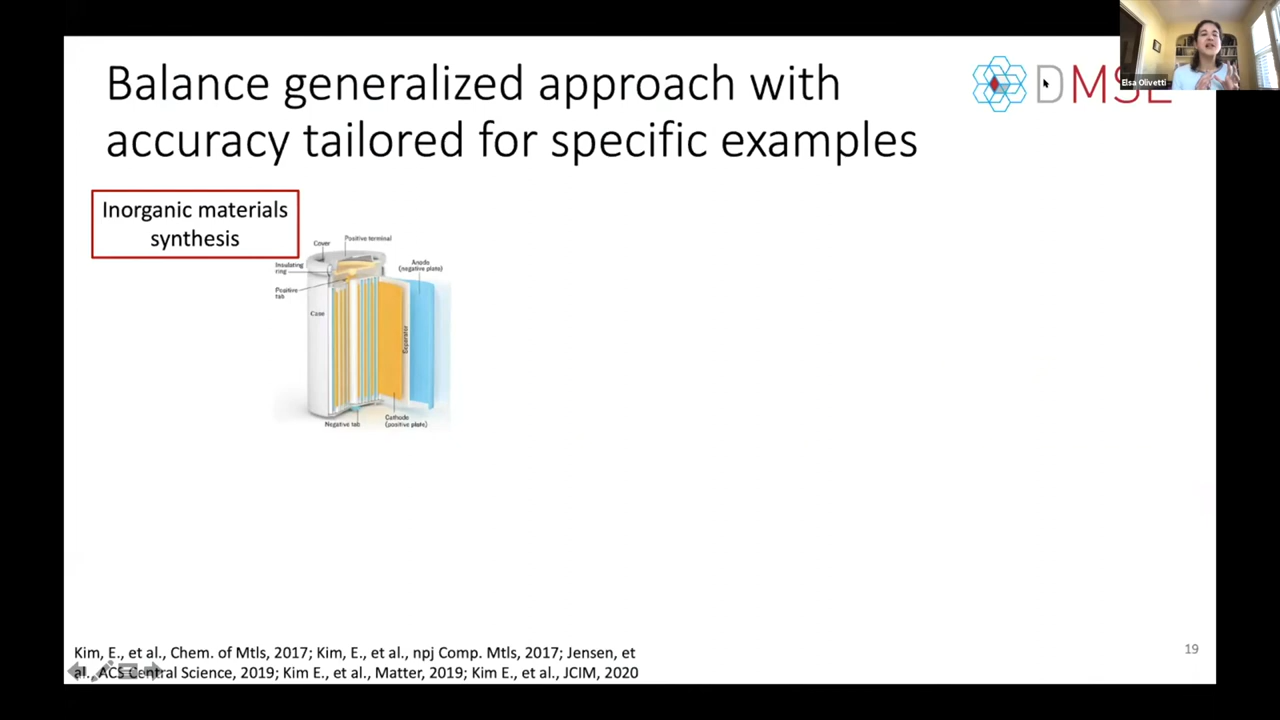 Balance generalized approach with
accuracy tailored for specific examples
DMSE
Elsa Olivetti
Inorganic materials
synthesis
Cover
Positive terminal
Insulating
ring
Anode
(negative plate)
Positive
tab
Case
Separator
Cathode
(positive plate)
Negative tab
Kim, E., et al., Chem. of Mtls, 2017; Kim, E., et al., npj Comp. Mtls, 2017; Jensen, et
al., ACS Central Science, 2019; Kim E., et al., Matter, 2019; Kim E., et al., JCIM, 2020
19